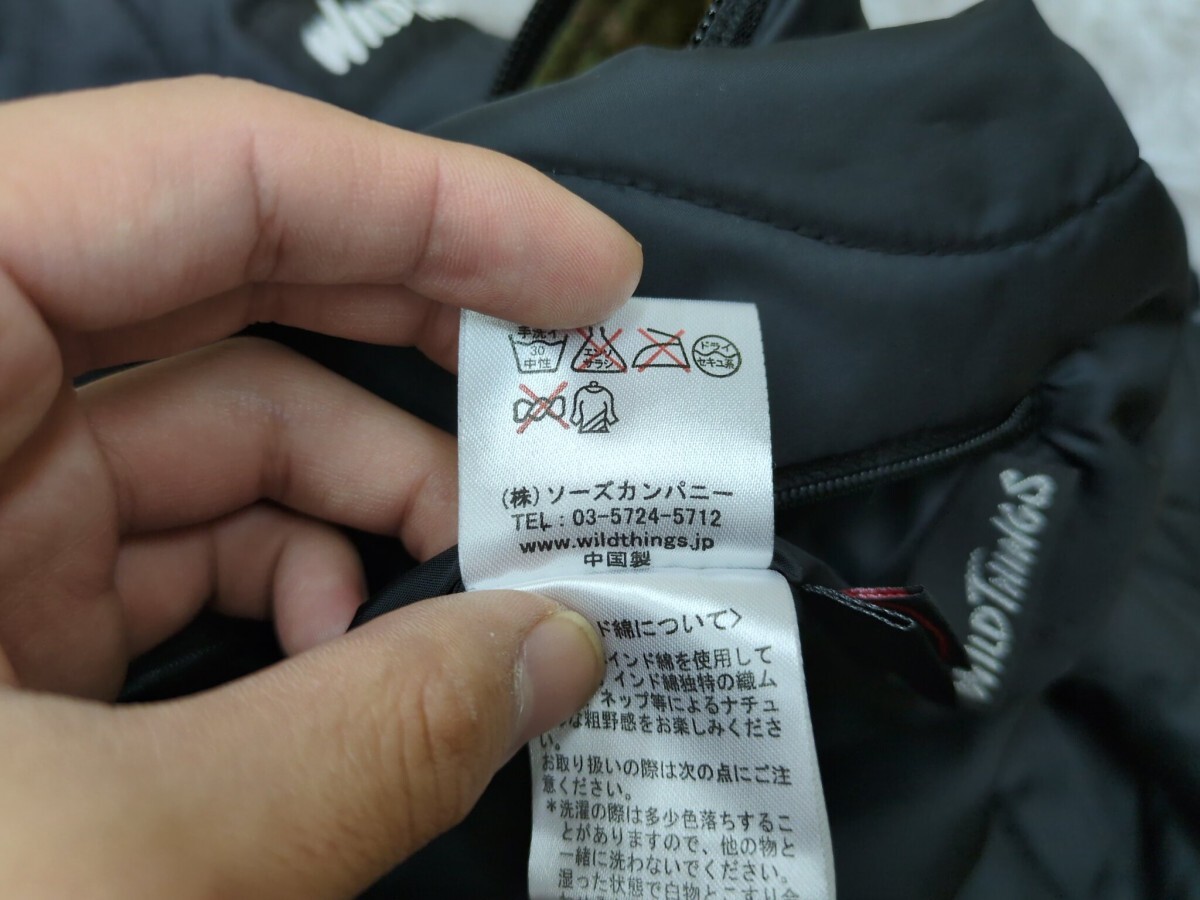 手洗イ
30
中性
エンソ
サラシ
ドライ
セキユ系
(株)ソーズカンパニー
TEL：03-5724-5712
www.wildthings.jp
中国製
ド綿について〉
インド綿を使用して
インド綿独特の織ム
ネップ等によるナチュ
な粗野感をお楽しみくださ
い。
お取り扱いの際は次の点にご注
意ください。
*洗濯の際は多少色落ちするこ
とがありますので、他の物と
一緒に洗わないでください。
湿った状態で白物とこすり合
WILDTHINGS